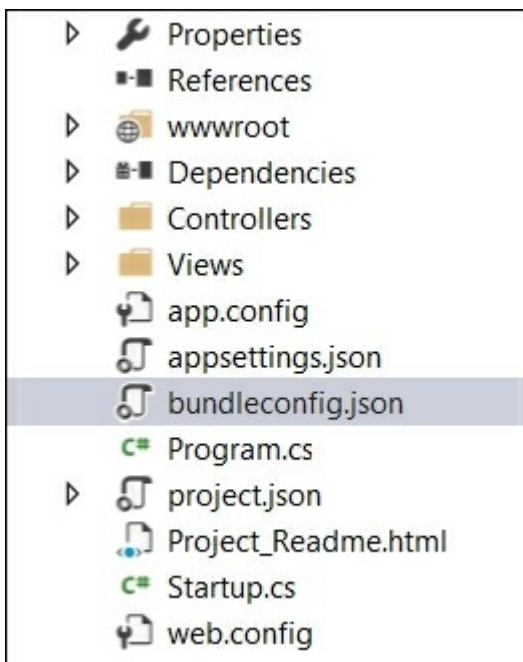 Properties
References
wwwroot
Dependencies
Controllers
Views
app.config
appsettings.json
bundleconfig.json
C# Program.cs
project.json
Project_Readme.html
C# Startup.cs
web.config